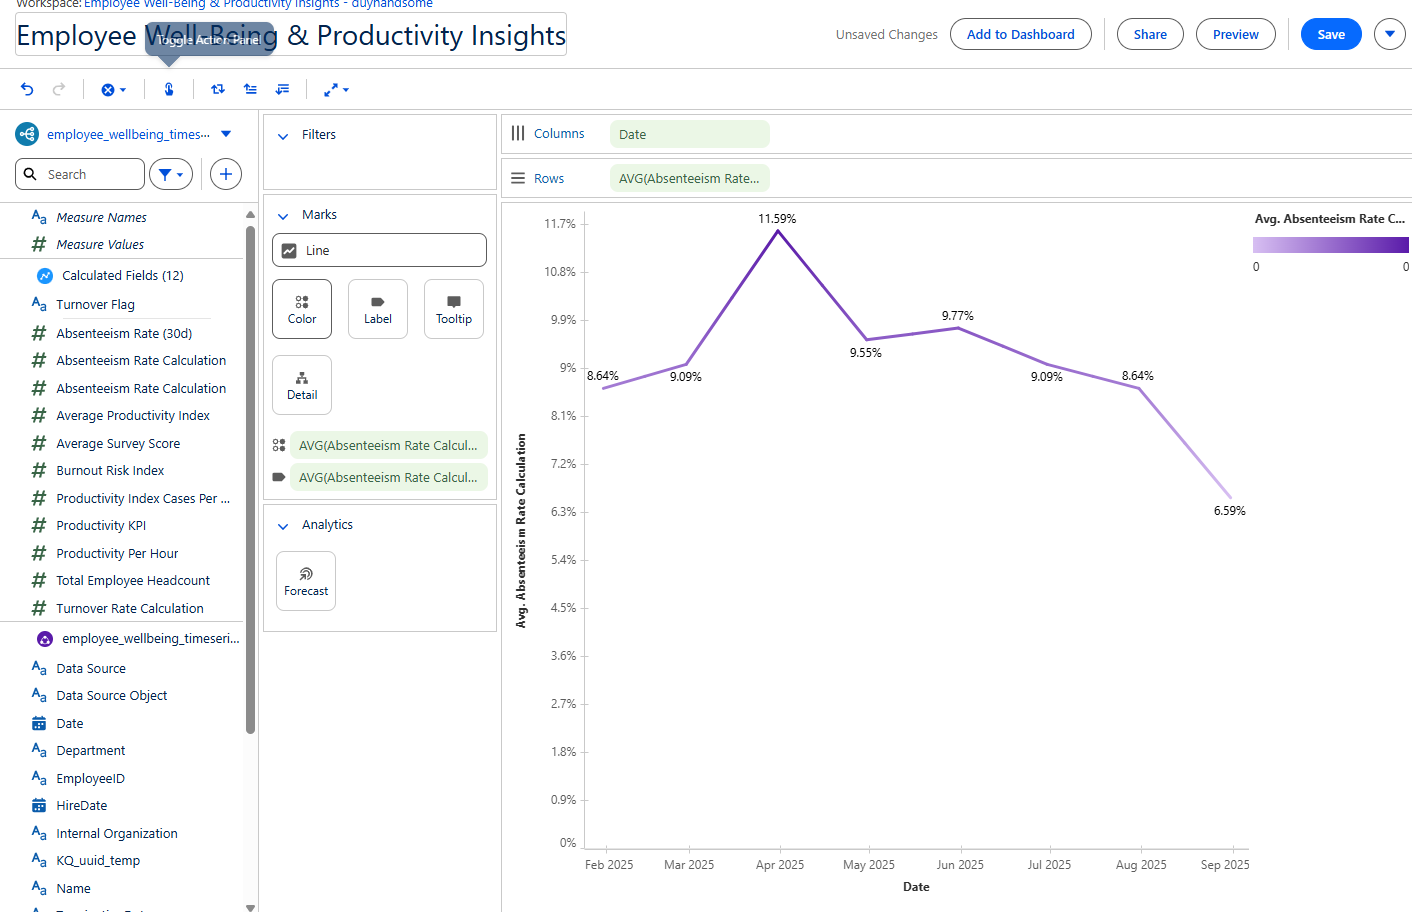 Workspace: Employee Well-Being & Productivity Insights - duyhandsome
Employee Well-Being & Productivity Insights
Toggle Action Panel
Unsaved Changes
Add to Dashboard
Share
Preview
Save
employee_wellbeing_times...
Search
Measure Names
Measure Values
Calculated Fields (12)
Turnover Flag
Absenteeism Rate (30d)
Absenteeism Rate Calculation
Absenteeism Rate Calculation
Average Productivity Index
Average Survey Score
Burnout Risk Index
Productivity Index Cases Per ...
Productivity KPI
Productivity Per Hour
Total Employee Headcount
Turnover Rate Calculation
employee_wellbeing_timeseri...
Data Source
Data Source Object
Date
Department
EmployeeID
HireDate
Internal Organization
KQ_uuid_temp
Name
Filters
Marks
Line
Color
Label
Tooltip
Detail
AVG(Absenteeism Rate Calcul...
AVG(Absenteeism Rate Calcul...
Analytics
Forecast
Columns
Date
Rows
AVG(Absenteeism Rate...
Avg. Absenteeism Rate Calculation
11.7%
10.8%
9.9%
9%
8.1%
7.2%
6.3%
5.4%
4.5%
3.6%
2.7%
1.8%
0.9%
0%
8.64%
9.09%
11.59%
9.55%
9.77%
9.09%
8.64%
6.59%
Feb 2025
Mar 2025
Apr 2025
May 2025
Jun 2025
Jul 2025
Aug 2025
Sep 2025
Date
Avg. Absenteeism Rate C...
0
0